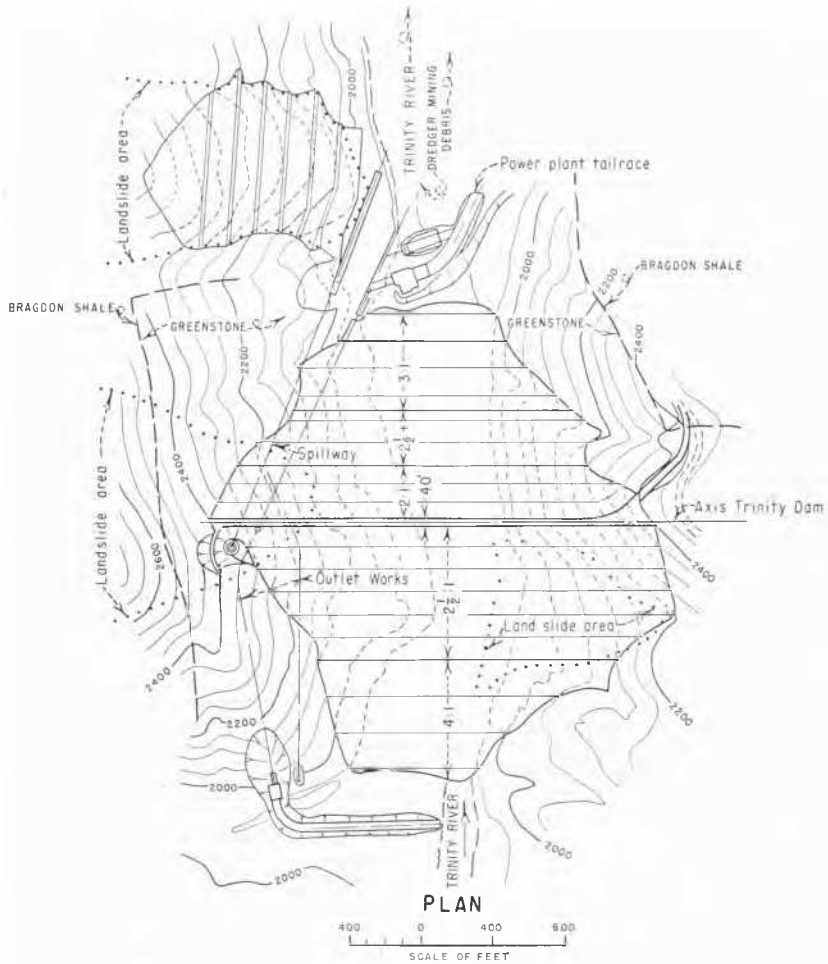 2000
TRINITY RIVER
DREDGER MINING
DEBRIS
Landslide area
Power plant tailrace
BRAGDON SHALE
2000
2200
BRAGDON SHALE
GREENSTONE
2200
GREENSTONE
2400
3:1
2½:1
Spillway
2:1
40'
2400
Axis Trinity Dam
Landslide area
2600
Outlet Works
2½:1
2400
Land slide area
2400
2200
4:1
2200
2000
TRINITY RIVER
2000
2000
PLAN
400 0 400 800
SCALE OF FEET